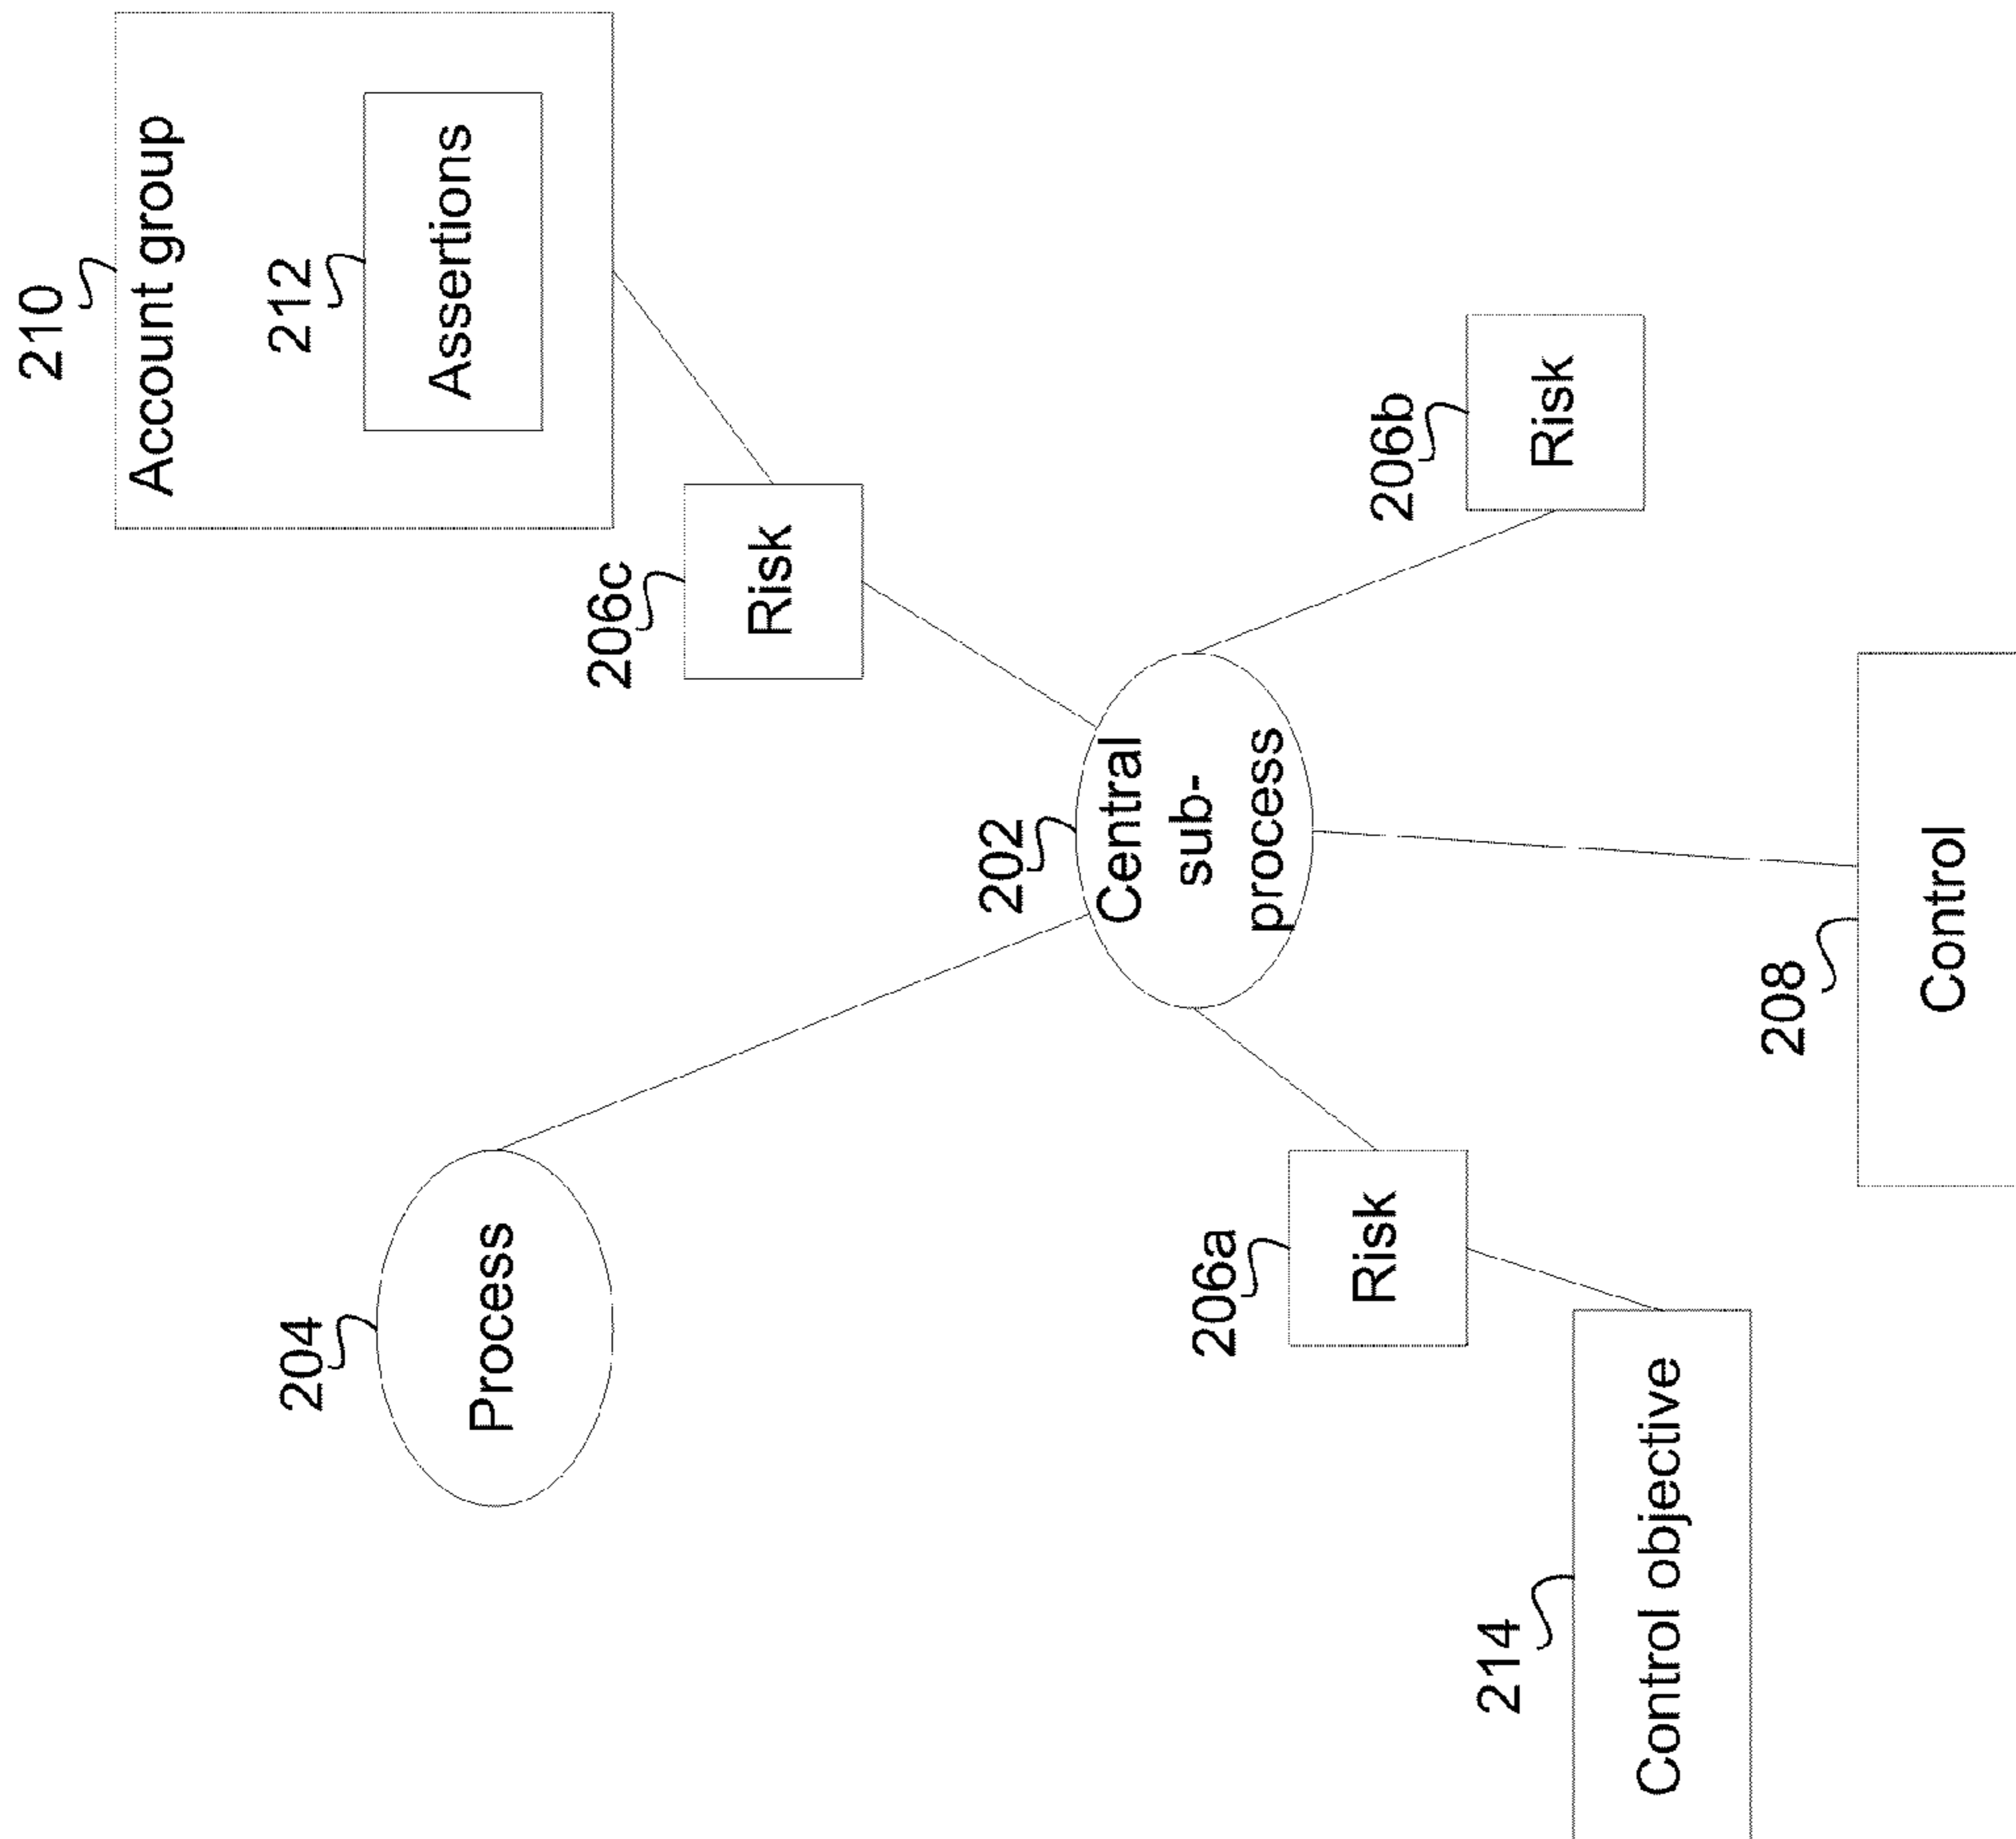 210
Account group
212
Assertions
206c
Risk
206b
Risk
202
Central
sub-
process
204
Process
206a
Risk
208
Control
214
Control objective